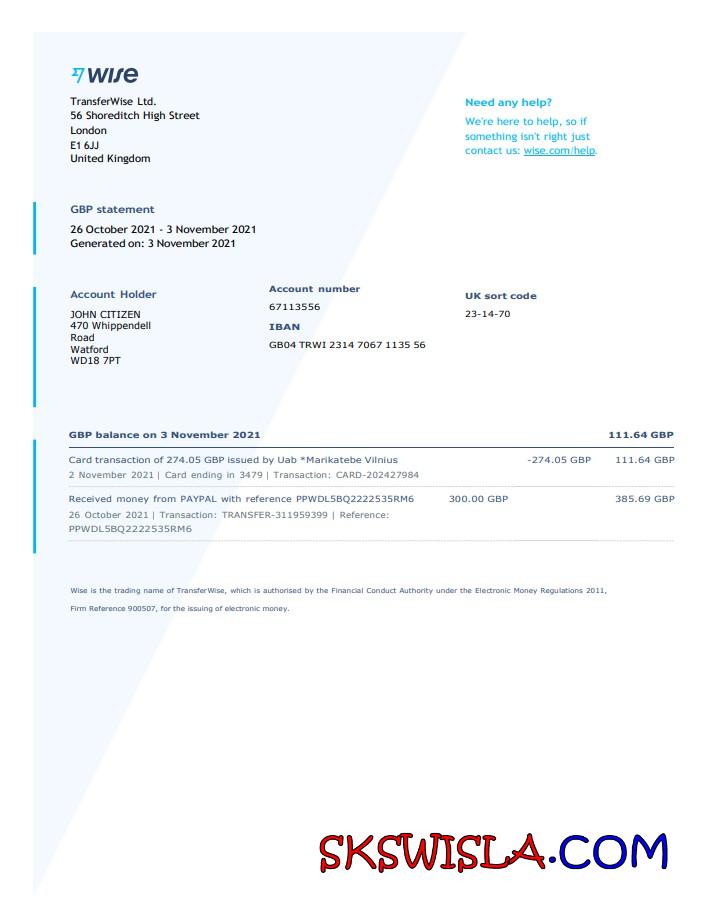 wise
TransferWise Ltd.
56 Shoreditch High Street
London
E1 6JJ
United Kingdom
Need any help?
We're here to help, so if
something isn't right just
contact us: wise.com/help.
GBP statement
26 October 2021 - 3 November 2021
Generated on: 3 November 2021
Account Holder
JOHN CITIZEN
470 Whippendell
Road
Watford
WD18 7PT
Account number
67113556
IBAN
GB04 TRWI 2314 7067 1135 56
UK sort code
23-14-70
GBP balance on 3 November 2021 111.64 GBP
Card transaction of 274.05 GBP issued by Uab *Marikatebe Vilnius -274.05 GBP 111.64 GBP
2 November 2021 | Card ending in 3479 | Transaction: CARD-202427984
Received money from PAYPAL with reference PPWDL5BQ2222535RM6 300.00 GBP 385.69 GBP
26 October 2021 | Transaction: TRANSFER-311959399 | Reference:
PPWDL5BQ2222535RM6
Wise is the trading name of TransferWise, which is authorised by the Financial Conduct Authority under the Electronic Money Regulations 2011,
Firm Reference 900507, for the issuing of electronic money.
SKSWISLA.COM